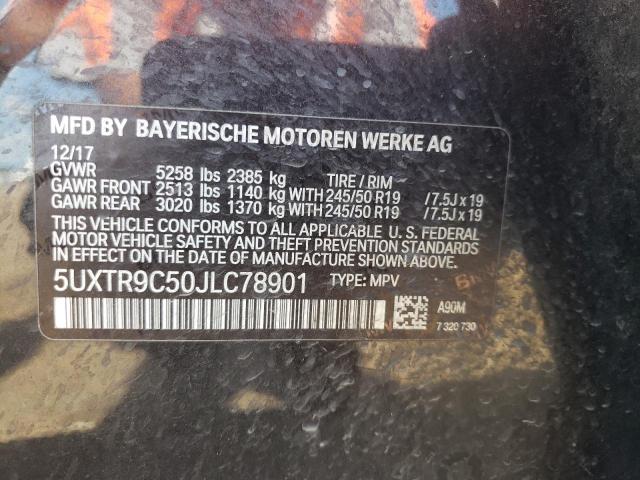 MFD BY BAYERISCHE MOTOREN WERKE AG
12/17
GVWR 5258 lbs 2385 kg TIRE / RIM
GAWR FRONT 2513 lbs 1140 kg WITH 245/50 R19 /7.5J x 19
GAWR REAR 3020 lbs 1370 kg WITH 245/50 R19 /7.5J x 19
THIS VEHICLE CONFORMS TO ALL APPLICABLE U. S. FEDERAL
MOTOR VEHICLE SAFETY AND THEFT PREVENTION STANDARDS
IN EFFECT ON THE DATE OF MANUFACTURE SHOWN ABOVE.
5UXTR9C50JLC78901 TYPE: MPV
A90M
7 320 730